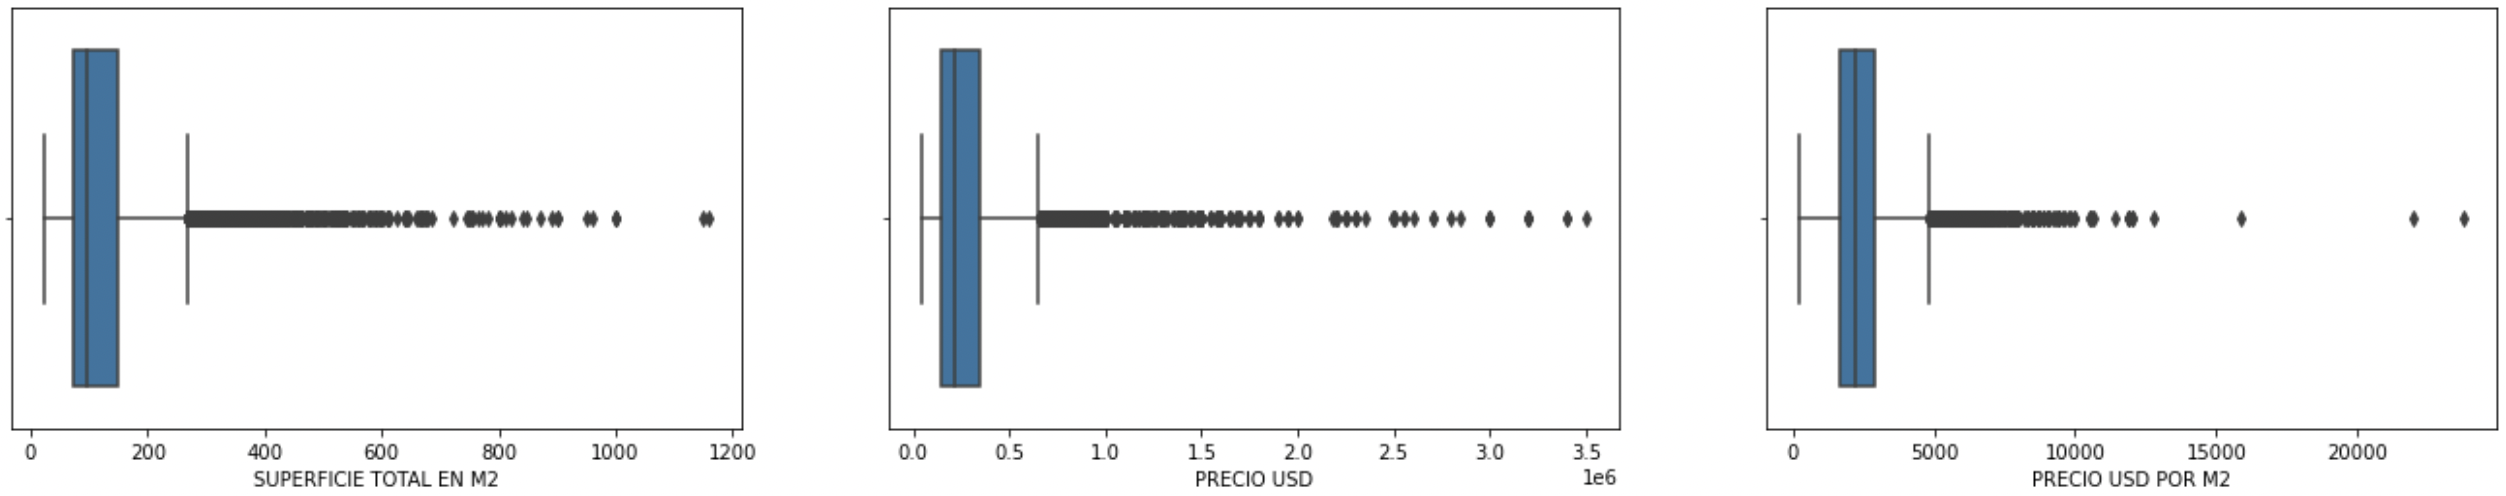 0 200 400 600 800 1000 1200
SUPERFICIE TOTAL EN M2
0.0 0.5 1.0 1.5 2.0 2.5 3.0 3.5
1e6
PRECIO USD
0 5000 10000 15000 20000
PRECIO USD POR M2